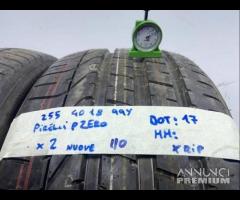 255 40 18 99Y
DOT: 17
PIRELLI PZERO
MM:
x 2 NUOVE 110
X RIP
ANNUNCI
PREMIUM